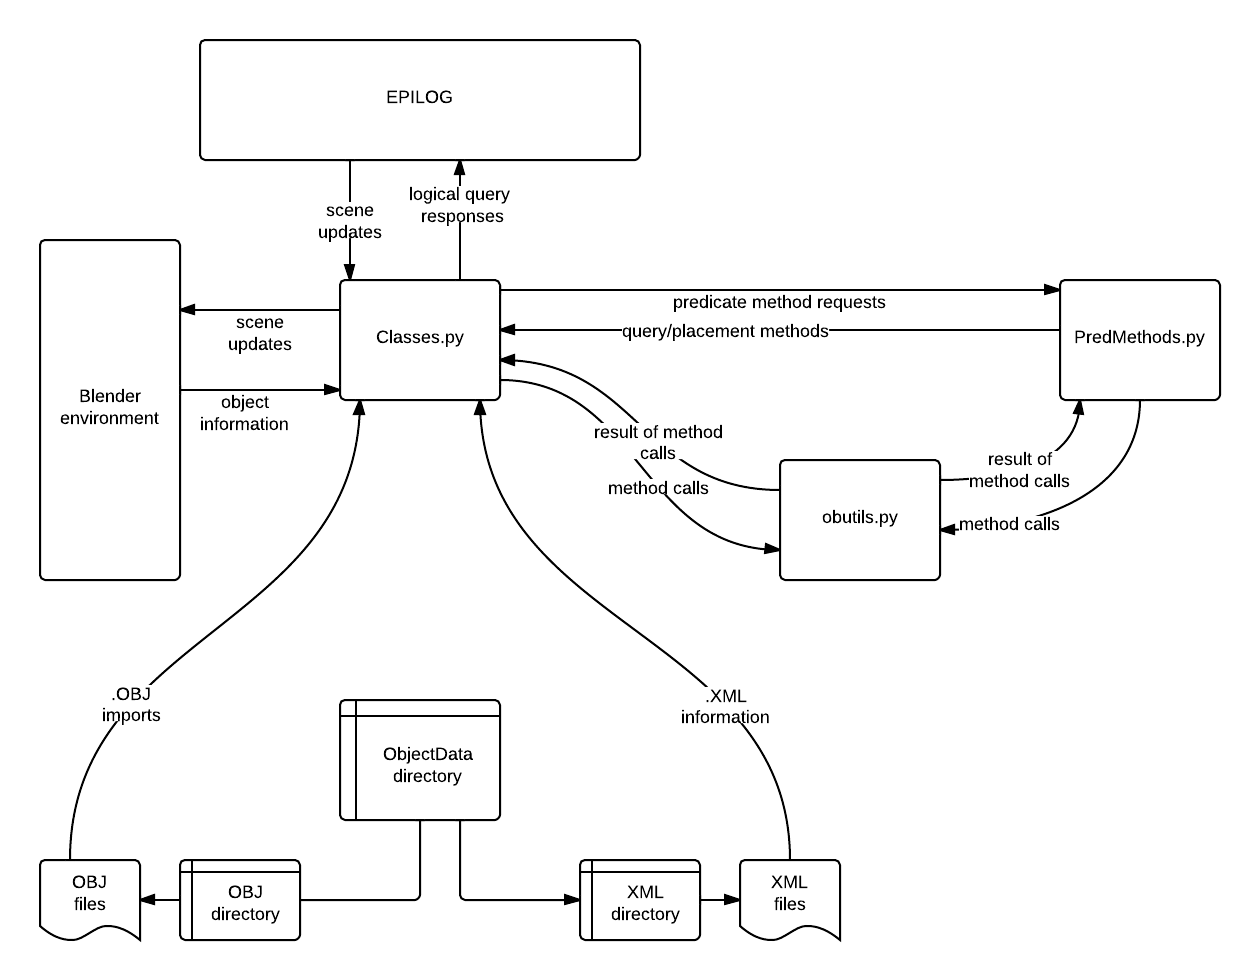 EPILOG
scene
updates
logical query
responses
scene
updates
Classes.py
predicate method requests
query/placement methods
PredMethods.py
Blender
environment
object
information
result of method
calls
method calls
obutils.py
result of
method calls
method calls
.OBJ
imports
.XML
information
ObjectData
directory
OBJ
files
OBJ
directory
XML
directory
XML
files